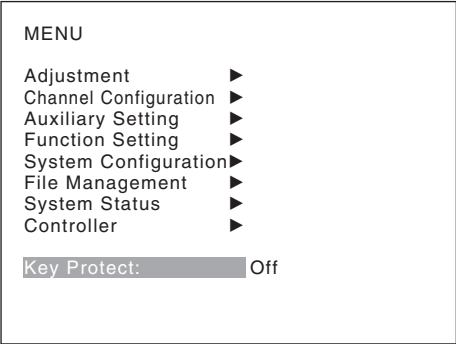 MENU
Adjustment ▶
Channel Configuration ▶
Auxiliary Setting ▶
Function Setting ▶
System Configuration▶
File Management ▶
System Status ▶
Controller ▶
Key Protect: Off